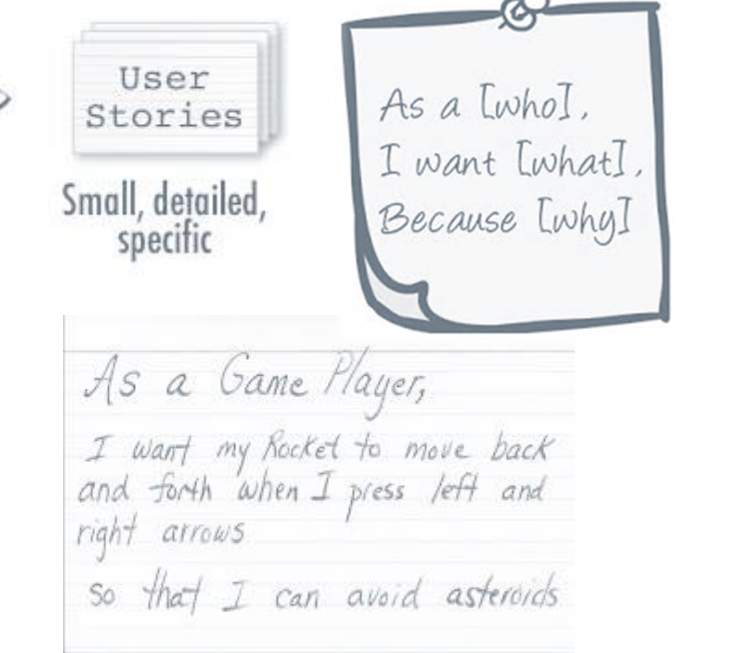 User
Stories
Small, detailed,
specific
As a [who],
I want [what],
Because [why]
As a Game Player,
I want my Rocket to move back
and forth when I press left and
right arrows
so that I can avoid asteroids